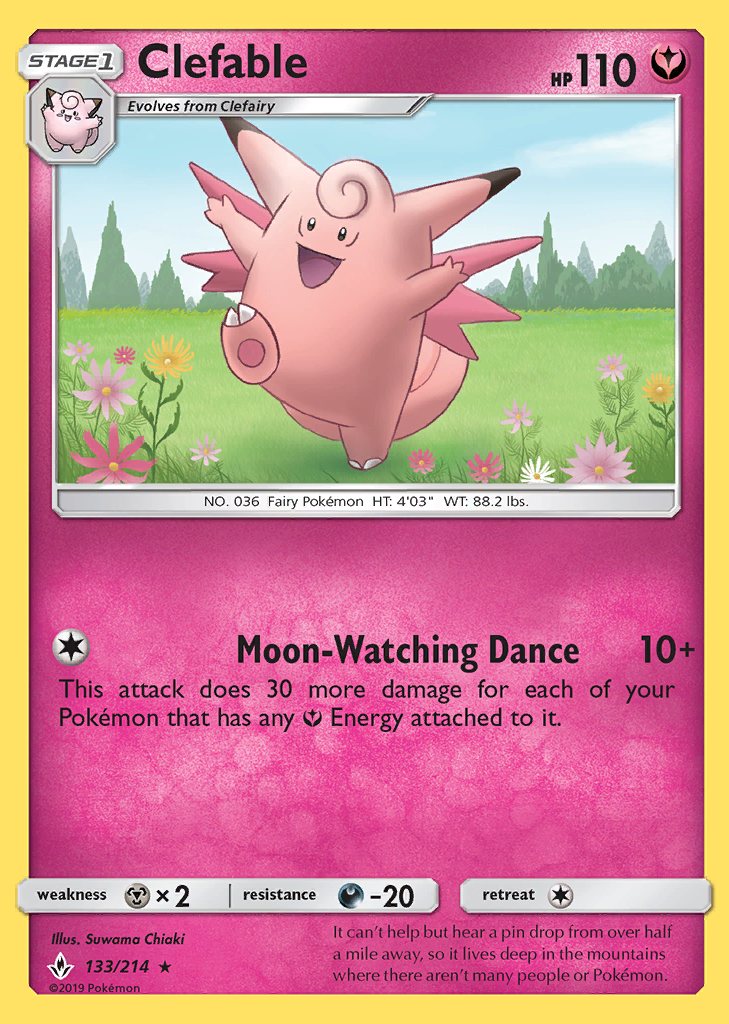 STAGE1
Clefable
HP110
Evolves from Clefairy
NO. 036 Fairy Pokémon HT: 4'03" WT: 88.2 lbs.
Moon-Watching Dance 10+
This attack does 30 more damage for each of your
Pokémon that has any Energy attached to it.
weakness ×2 resistance -20 retreat
Illus. Suwama Chiaki
133/214 ★
©2019 Pokémon
It can't help but hear a pin drop from over half
a mile away, so it lives deep in the mountains
where there aren't many people or Pokémon.